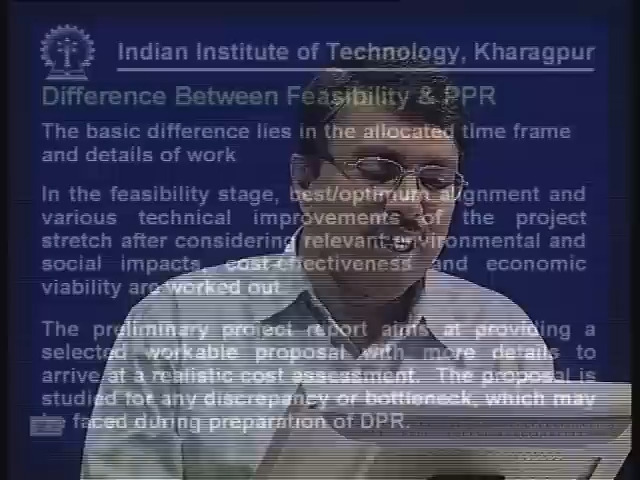 Indian Institute of Technology, Kharagpur
Difference Between Feasibility & PPR
The basic difference lies in the allocated time frame
and details of work
In the feasibility stage, best/optimum alignment and
various technical improvements of the project
stretch after considering relevant environmental and
social impacts, cost-effectiveness and economic
viability are worked out
The preliminary project report aims at providing a
selected workable proposal with more details to
arrive at a realistic cost assessment. The proposal is
studied for any discrepancy or bottleneck, which may
be faced during preparation of DPR.